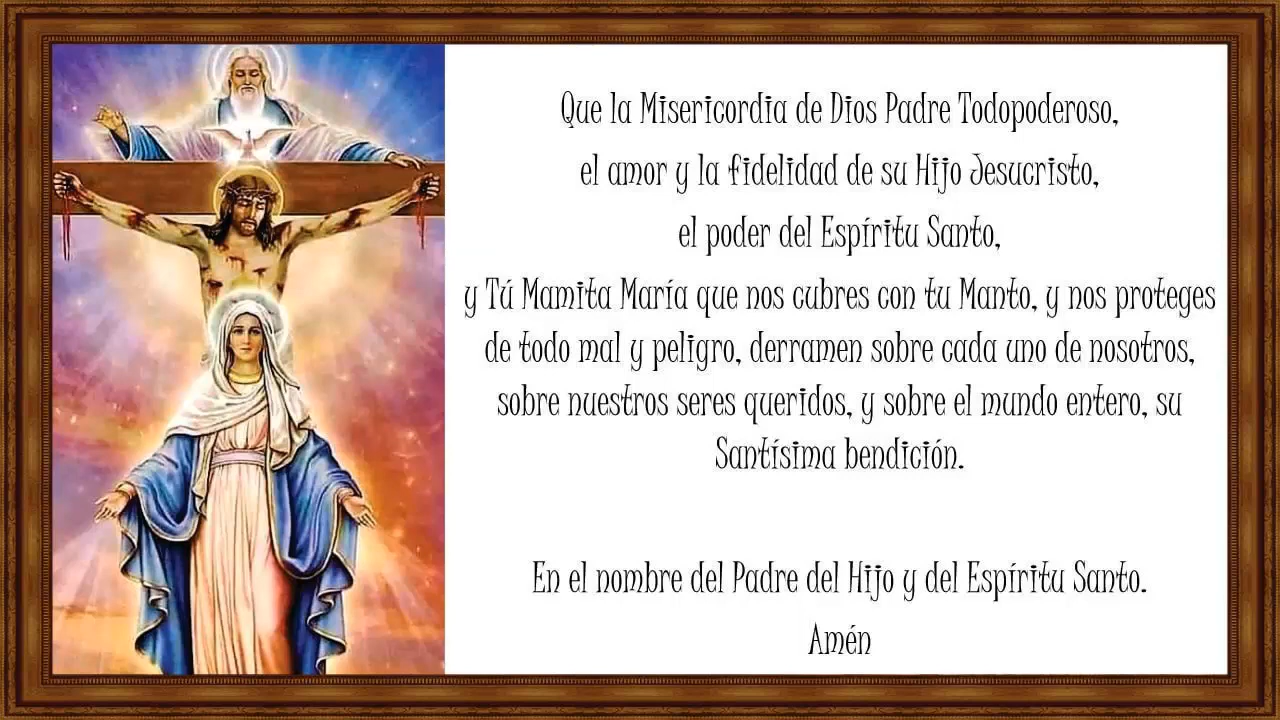 Que la Misericordia de Dios Padre Todopoderoso,
el amor y la fidelidad de su Hijo Jesucristo,
el poder del Espíritu Santo,
y Tú Mamita María que nos cubres con tu Manto, y nos proteges
de todo mal y peligro, derramen sobre cada uno de nosotros,
sobre nuestros seres queridos, y sobre el mundo entero, su
Santísima bendición.
En el nombre del Padre del Hijo y del Espíritu Santo.
Amén